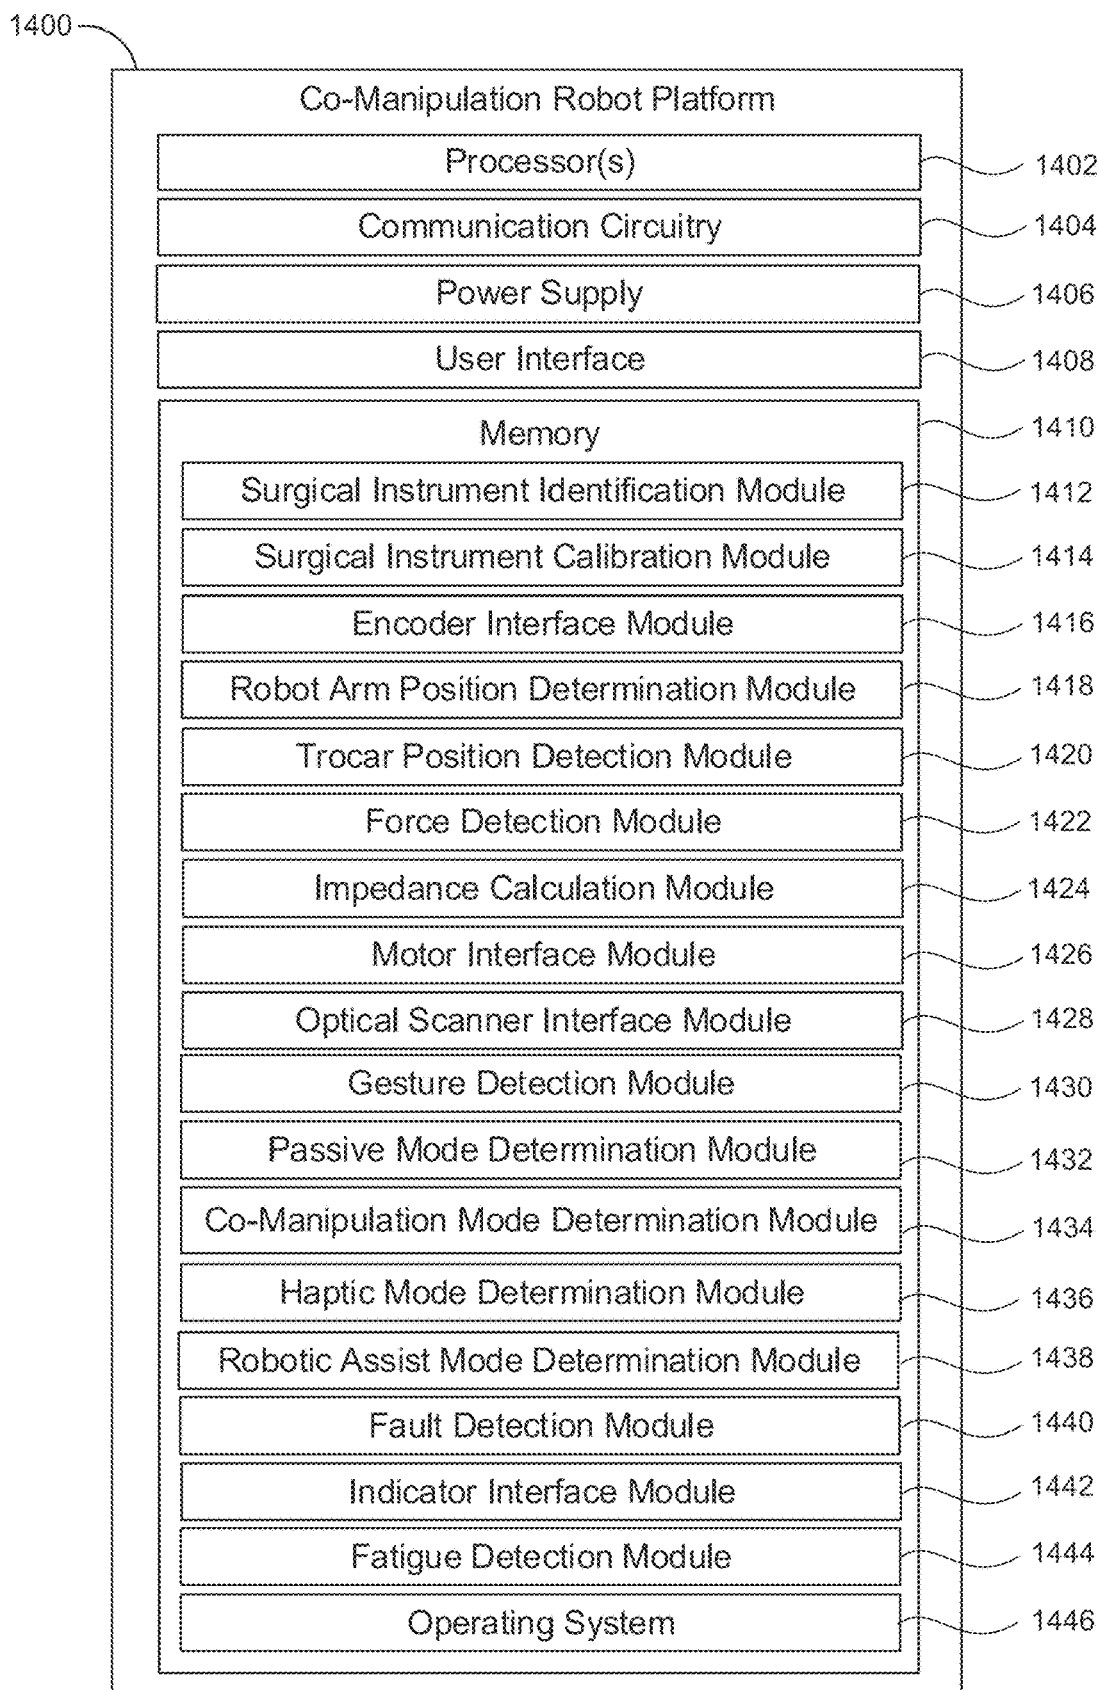 1400
Co-Manipulation Robot Platform
Processor(s) 1402
Communication Circuitry 1404
Power Supply 1406
User Interface 1408
Memory 1410
Surgical Instrument Identification Module 1412
Surgical Instrument Calibration Module 1414
Encoder Interface Module 1416
Robot Arm Position Determination Module 1418
Trocar Position Detection Module 1420
Force Detection Module 1422
Impedance Calculation Module 1424
Motor Interface Module 1426
Optical Scanner Interface Module 1428
Gesture Detection Module 1430
Passive Mode Determination Module 1432
Co-Manipulation Mode Determination Module 1434
Haptic Mode Determination Module 1436
Robotic Assist Mode Determination Module 1438
Fault Detection Module 1440
Indicator Interface Module 1442
Fatigue Detection Module 1444
Operating System 1446